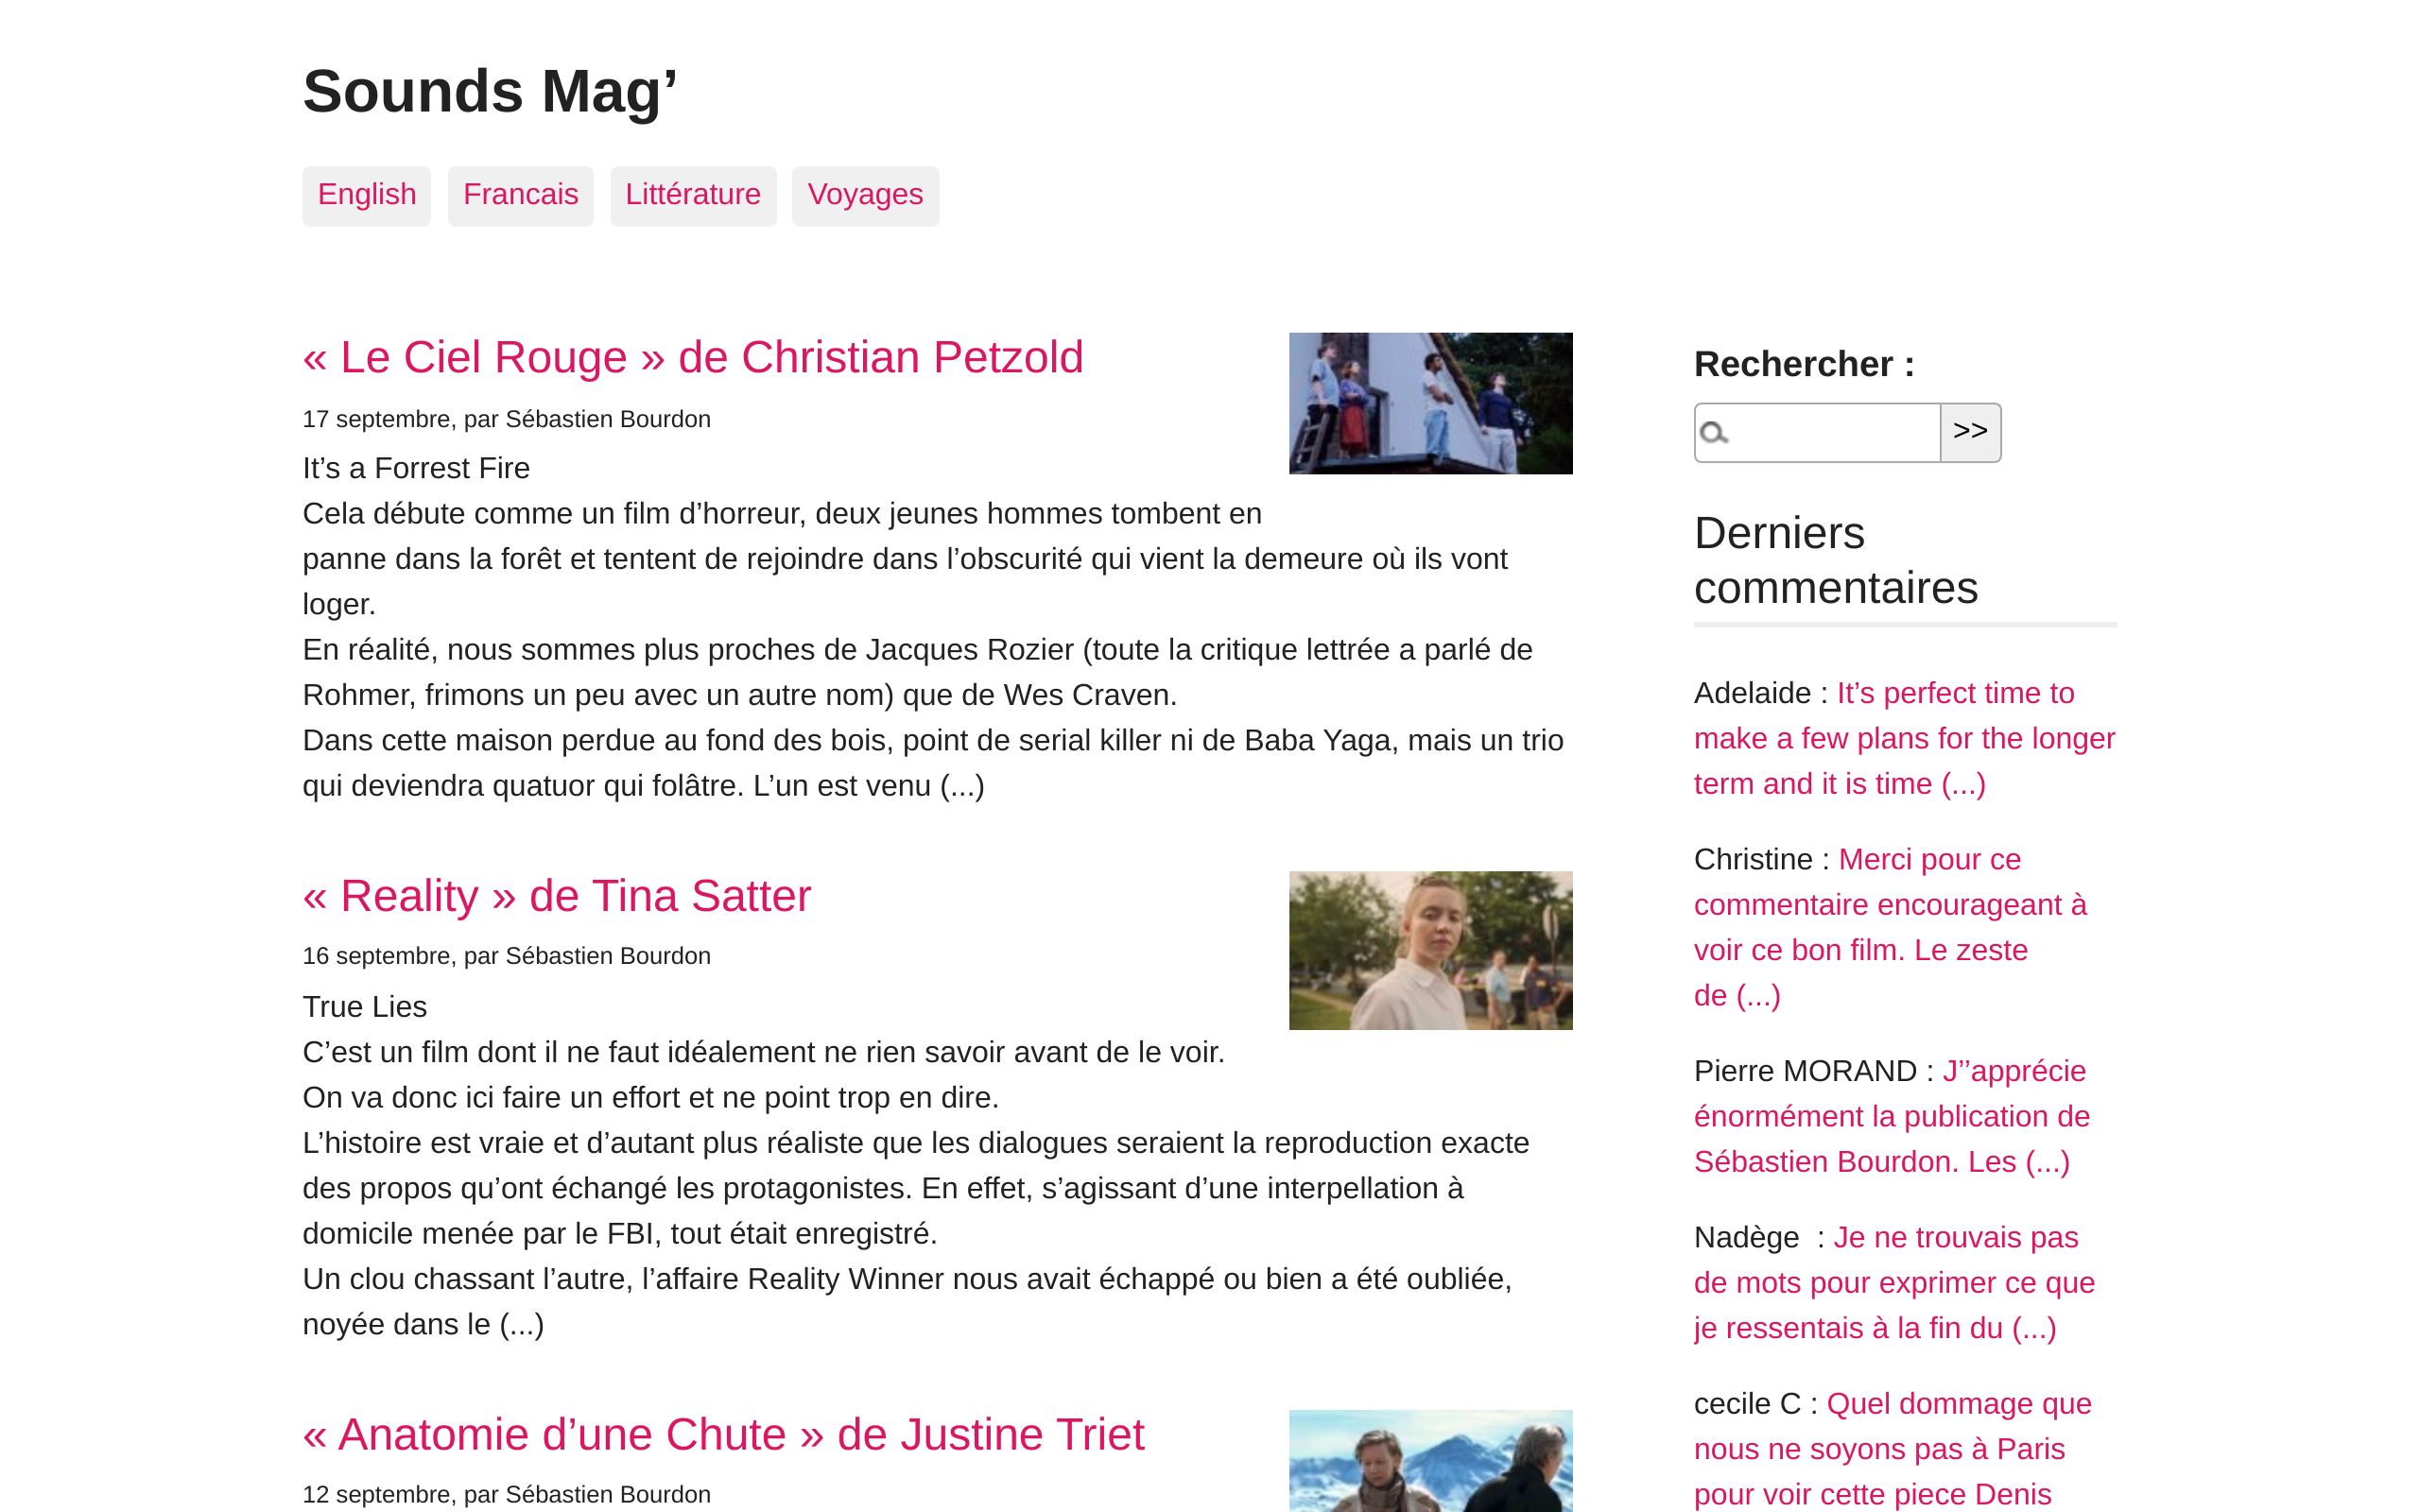 Sounds Mag’
English Francais Littérature Voyages
« Le Ciel Rouge » de Christian Petzold
17 septembre, par Sébastien Bourdon
It’s a Forrest Fire
Cela débute comme un film d’horreur, deux jeunes hommes tombent en
panne dans la forêt et tentent de rejoindre dans l’obscurité qui vient la demeure où ils vont
loger.
En réalité, nous sommes plus proches de Jacques Rozier (toute la critique lettrée a parlé de
Rohmer, frimons un peu avec un autre nom) que de Wes Craven.
Dans cette maison perdue au fond des bois, point de serial killer ni de Baba Yaga, mais un trio
qui deviendra quatuor qui folâtre. L’un est venu (...)
« Reality » de Tina Satter
16 septembre, par Sébastien Bourdon
True Lies
C’est un film dont il ne faut idéalement ne rien savoir avant de le voir.
On va donc ici faire un effort et ne point trop en dire.
L’histoire est vraie et d’autant plus réaliste que les dialogues seraient la reproduction exacte
des propos qu’ont échangé les protagonistes. En effet, s’agissant d’une interpellation à
domicile menée par le FBI, tout était enregistré.
Un clou chassant l’autre, l’affaire Reality Winner nous avait échappé ou bien a été oubliée,
noyée dans le (...)
« Anatomie d’une Chute » de Justine Triet
12 septembre, par Sébastien Bourdon
Rechercher :
>>
Derniers
commentaires
Adelaide : It’s perfect time to
make a few plans for the longer
term and it is time (...)
Christine : Merci pour ce
commentaire encourageant à
voir ce bon film. Le zeste
de (...)
Pierre MORAND : J’’apprécie
énormément la publication de
Sébastien Bourdon. Les (...)
Nadège  : Je ne trouvais pas
de mots pour exprimer ce que
je ressentais à la fin du (...)
cecile C : Quel dommage que
nous ne soyons pas à Paris
pour voir cette piece Denis